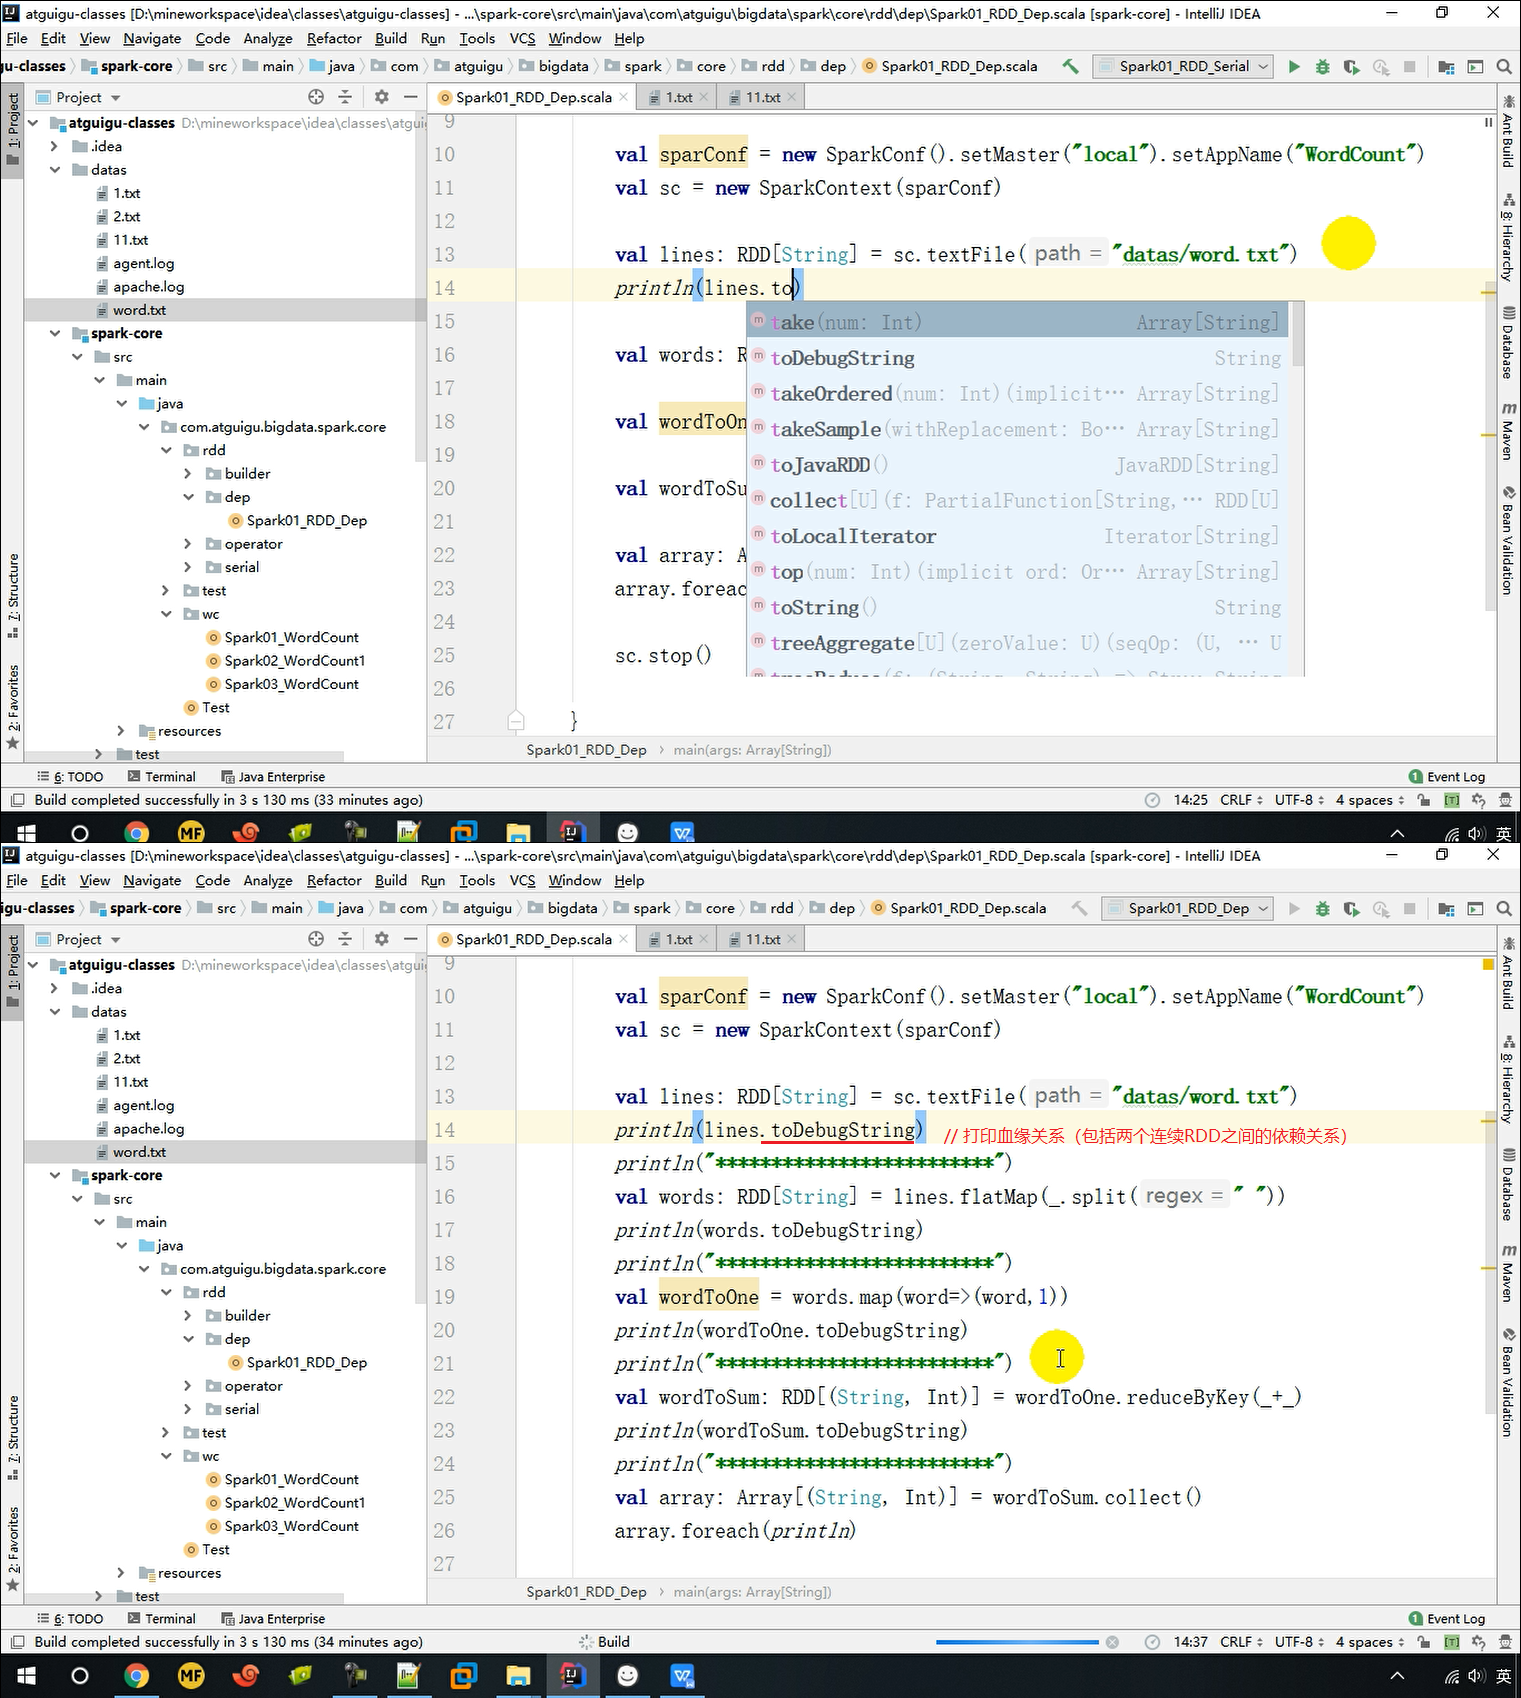 atguigu-classes [D:\mineworkspace\idea\classes\atguigu-classes] - ...\spark-core\src\main\java\com\atguigu\bigdata\spark\core\rdd\dep\Spark01_RDD_Dep.scala [spark-core] - IntelliJ IDEA
File Edit View Navigate Code Analyze Refactor Build Run Tools VCS Window Help
gu-classes spark-core src main java com atguigu bigdata spark core rdd dep Spark01_RDD_Dep.scala Spark01_RDD_Serial
Project
Spark01_RDD_Dep.scala 1.txt 11.txt
1: Project
7: Structure
2: Favorites
atguigu-classes D:\mineworkspace\idea\classes\atgui
.idea
datas
1.txt
2.txt
11.txt
agent.log
apache.log
word.txt
spark-core
src
main
java
com.atguigu.bigdata.spark.core
rdd
builder
dep
Spark01_RDD_Dep
operator
serial
test
wc
Spark01_WordCount
Spark02_WordCount1
Spark03_WordCount
Test
resources
test
9
10 val sparConf = new SparkConf().setMaster("local").setAppName("WordCount")
11 val sc = new SparkContext(sparConf)
12
13 val lines: RDD[String] = sc.textFile( path = "datas/word.txt")
14 println(lines.to)
15
16 val words: R
17
18 val wordToOn
19
20 val wordToSu
21
22 val array: A
23 array.foreac
24
25 sc.stop()
26
27 }
take(num: Int) Array[String]
toDebugString String
takeOrdered(num: Int)(implicit… Array[String]
takeSample(withReplacement: Bo… Array[String]
toJavaRDD() JavaRDD[String]
collect[U](f: PartialFunction[String,… RDD[U]
toLocalIterator Iterator[String]
top(num: Int)(implicit ord: Or… Array[String]
toString() String
treeAggregate[U](zeroValue: U)(seqOp: (U, … U
Ant Build
8: Hierarchy
Database
Maven
Bean Validation
Spark01_RDD_Dep main(args: Array[String])
6: TODO Terminal Java Enterprise 1 Event Log
Build completed successfully in 3 s 130 ms (33 minutes ago) 14:25 CRLF UTF-8 4 spaces
MF 英
atguigu-classes [D:\mineworkspace\idea\classes\atguigu-classes] - ...\spark-core\src\main\java\com\atguigu\bigdata\spark\core\rdd\dep\Spark01_RDD_Dep.scala [spark-core] - IntelliJ IDEA
File Edit View Navigate Code Analyze Refactor Build Run Tools VCS Window Help
igu-classes spark-core src main java com atguigu bigdata spark core rdd dep Spark01_RDD_Dep.scala Spark01_RDD_Dep
Project
Spark01_RDD_Dep.scala 1.txt 11.txt
1: Project
7: Structure
2: Favorites
atguigu-classes D:\mineworkspace\idea\classes\atgui
.idea
datas
1.txt
2.txt
11.txt
agent.log
apache.log
word.txt
spark-core
src
main
java
com.atguigu.bigdata.spark.core
rdd
builder
dep
Spark01_RDD_Dep
operator
serial
test
wc
Spark01_WordCount
Spark02_WordCount1
Spark03_WordCount
Test
resources
test
9
10 val sparConf = new SparkConf().setMaster("local").setAppName("WordCount")
11 val sc = new SparkContext(sparConf)
12
13 val lines: RDD[String] = sc.textFile( path = "datas/word.txt")
14 println(lines.toDebugString) // 打印血缘关系（包括两个连续RDD之间的依赖关系）
15 println("*************************")
16 val words: RDD[String] = lines.flatMap(_.split( regex = " "))
17 println(words.toDebugString)
18 println("*************************")
19 val wordToOne = words.map(word=>(word,1))
20 println(wordToOne.toDebugString)
21 println("*************************")
22 val wordToSum: RDD[(String, Int)] = wordToOne.reduceByKey(_+_)
23 println(wordToSum.toDebugString)
24 println("*************************")
25 val array: Array[(String, Int)] = wordToSum.collect()
26 array.foreach(println)
27
Ant Build
8: Hierarchy
Database
Maven
Bean Validation
Spark01_RDD_Dep main(args: Array[String])
6: TODO Terminal Java Enterprise 1 Event Log
Build completed successfully in 3 s 130 ms (34 minutes ago) Build 14:37 CRLF UTF-8 4 spaces
MF 英